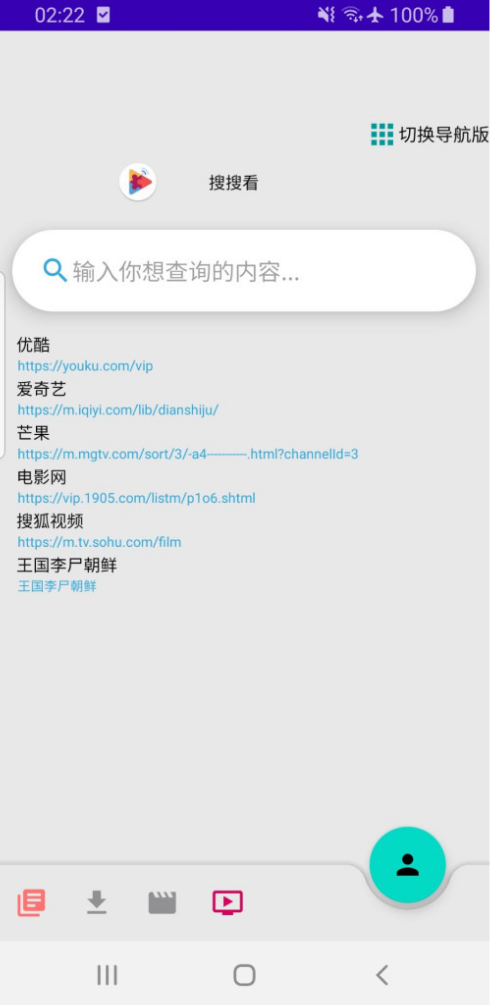 02:22
100%
切换导航版
搜搜看
输入你想查询的内容...
优酷
https://youku.com/vip
爱奇艺
https://m.iqiyi.com/lib/dianshiju/
芒果
https://m.mgtv.com/sort/3/-a4----------.html?channelId=3
电影网
https://vip.1905.com/listm/p1o6.shtml
搜狐视频
https://m.tv.sohu.com/film
王国李尸朝鲜
王国李尸朝鲜